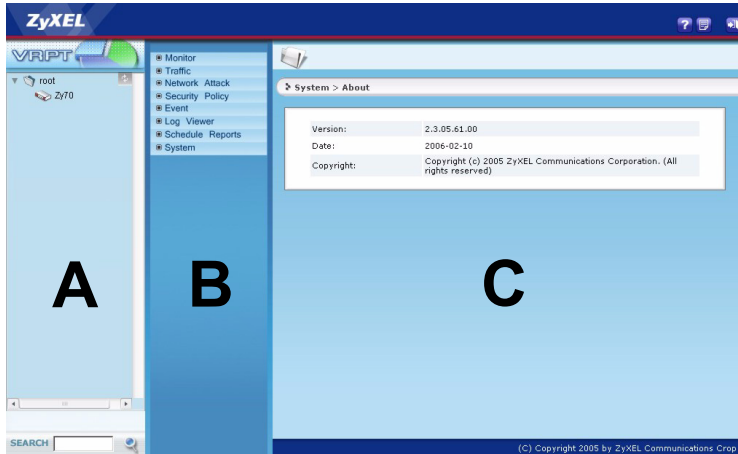 ZyXEL
VRPT
root
Zy70
Monitor
Traffic
Network Attack
Security Policy
Event
Log Viewer
Schedule Reports
System
System > About
Version: 2.3.05.61.00
Date: 2006-02-10
Copyright: Copyright (c) 2005 ZyXEL Communications Corporation. (All
rights reserved)
A
B
C
SEARCH
(C) Copyright 2005 by ZyXEL Communications Crop